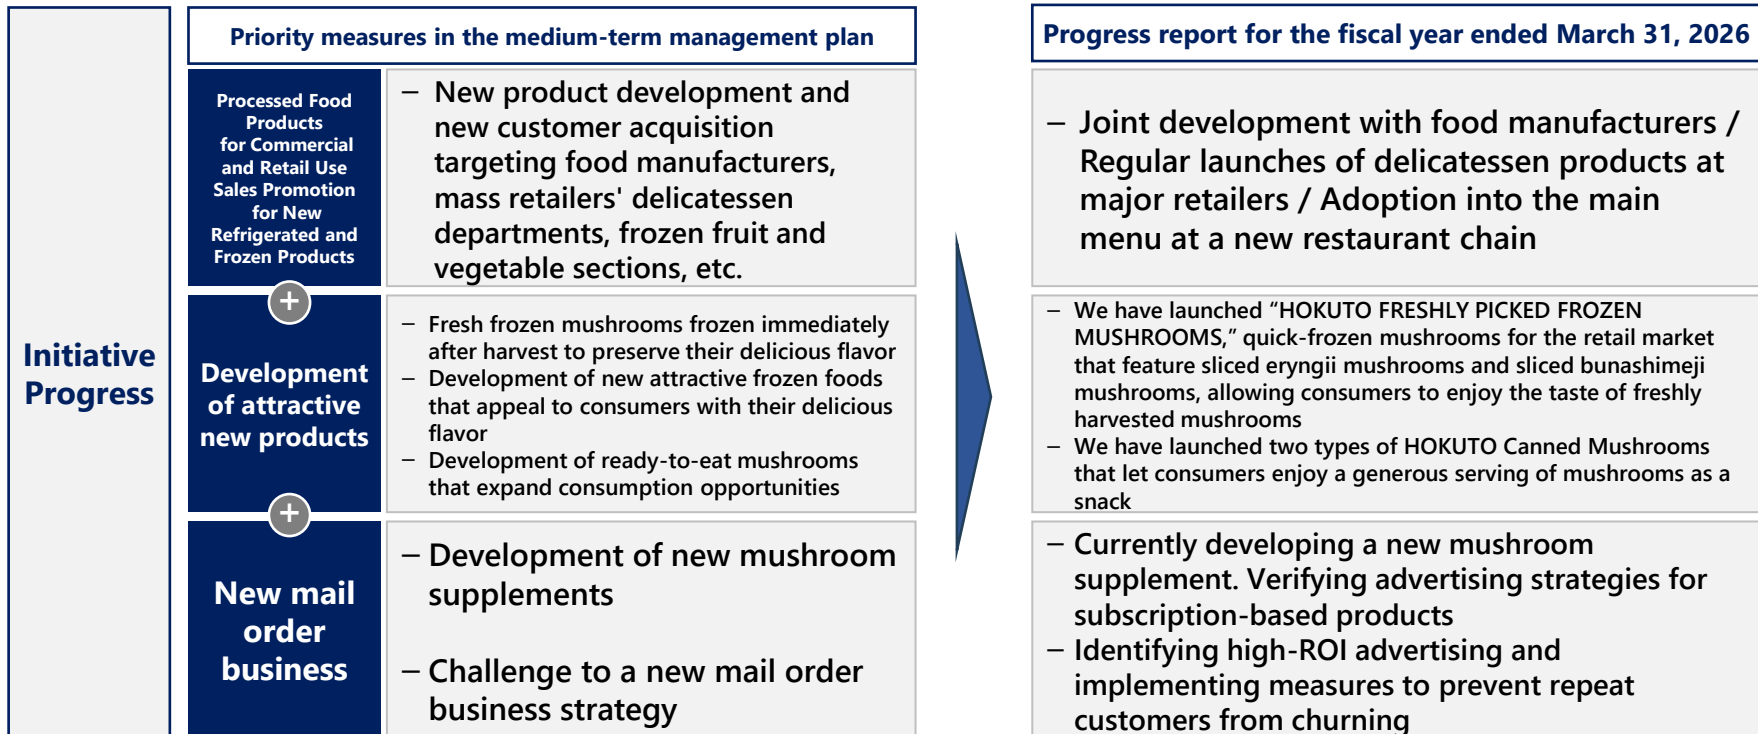 Initiative
Progress
Priority measures in the medium-term management plan
Progress report for the fiscal year ended March 31, 2026
Processed Food
Products
for Commercial
and Retail Use
Sales Promotion
for New
Refrigerated and
Frozen Products
– New product development and
new customer acquisition
targeting food manufacturers,
mass retailers' delicatessen
departments, frozen fruit and
vegetable sections, etc.
– Joint development with food manufacturers /
Regular launches of delicatessen products at
major retailers / Adoption into the main
menu at a new restaurant chain
+
Development
of attractive
new products
– Fresh frozen mushrooms frozen immediately
after harvest to preserve their delicious flavor
– Development of new attractive frozen foods
that appeal to consumers with their delicious
flavor
– Development of ready-to-eat mushrooms
that expand consumption opportunities
– We have launched “HOKUTO FRESHLY PICKED FROZEN
MUSHROOMS,” quick-frozen mushrooms for the retail market
that feature sliced eryngii mushrooms and sliced bunashimeji
mushrooms, allowing consumers to enjoy the taste of freshly
harvested mushrooms
– We have launched two types of HOKUTO Canned Mushrooms
that let consumers enjoy a generous serving of mushrooms as a
snack
+
New mail
order
business
– Development of new mushroom
supplements
– Challenge to a new mail order
business strategy
– Currently developing a new mushroom
supplement. Verifying advertising strategies for
subscription-based products
– Identifying high-ROI advertising and
implementing measures to prevent repeat
customers from churning